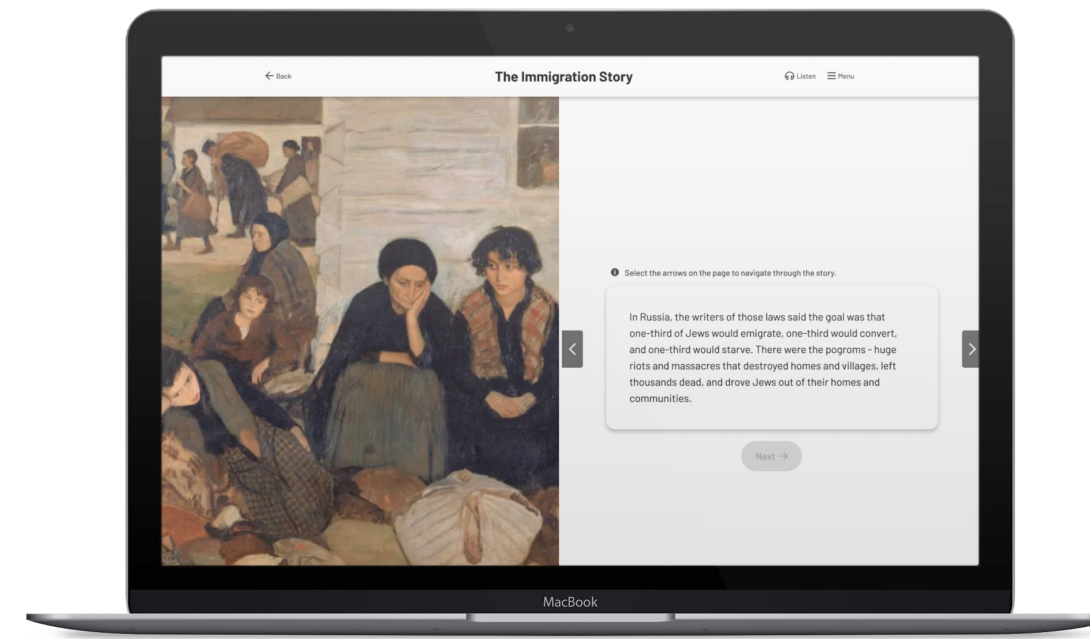 ← Back
The Immigration Story
Listen
Menu
Select the arrows on the page to navigate through the story.
In Russia, the writers of those laws said the goal was that
one-third of Jews would emigrate, one-third would convert,
and one-third would starve. There were the pogroms - huge
riots and massacres that destroyed homes and villages, left
thousands dead, and drove Jews out of their homes and
communities.
Next →
MacBook